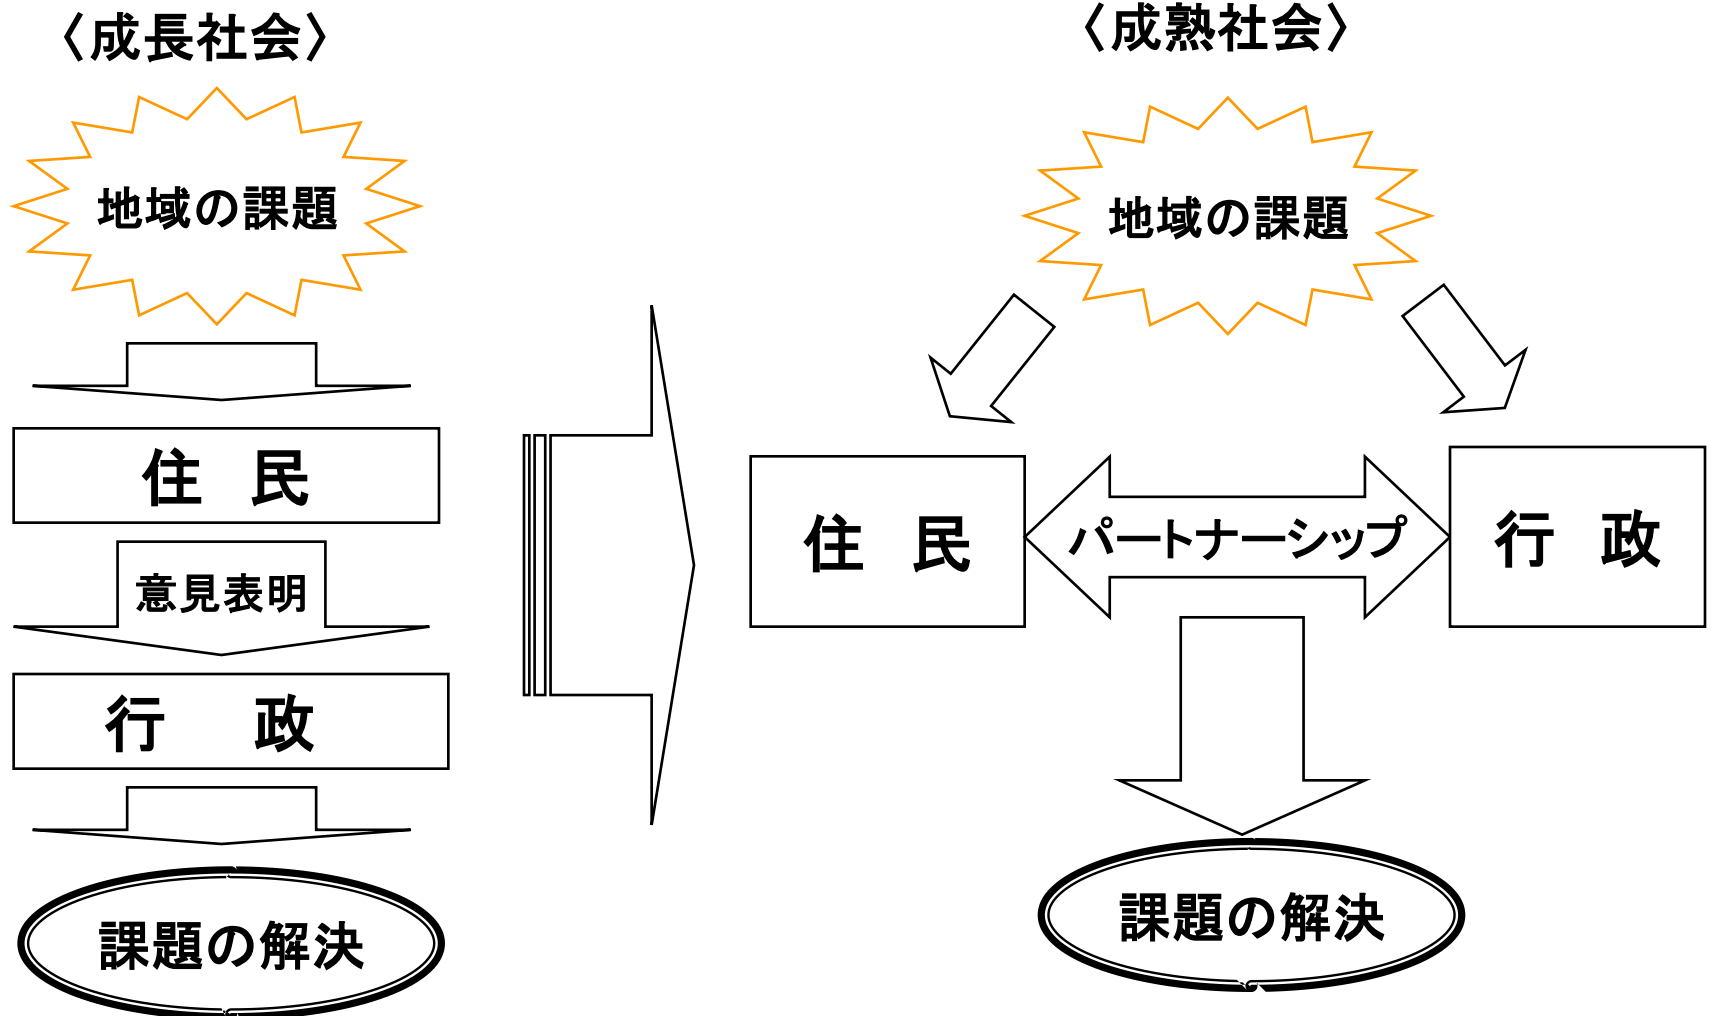 〈成長社会〉
地域の課題
住 民
意見表明
行 政
課題の解決
〈成熟社会〉
地域の課題
住 民
パートナーシップ
行 政
課題の解決